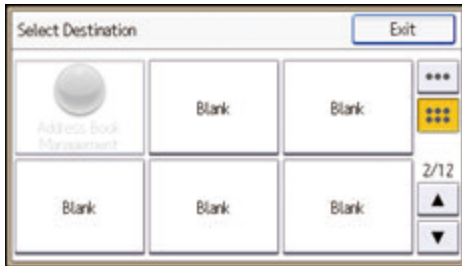 Select Destination
Exit
Address Book
Management
Blank
Blank
2/12
Blank
Blank
Blank